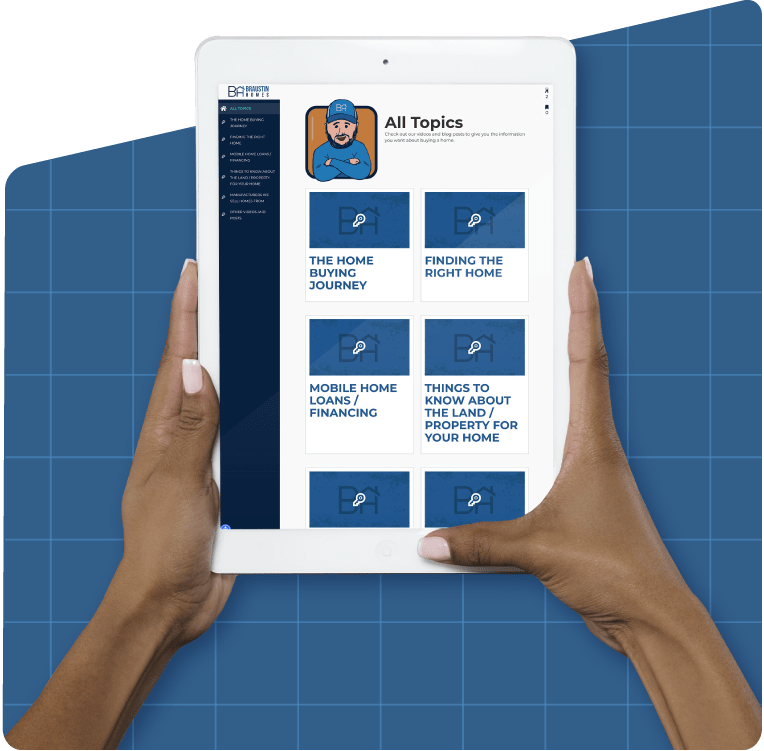 BRAUSTIN
HOMES
ALL TOPICS
THE HOME BUYING
JOURNEY
FINDING THE RIGHT
HOME
MOBILE HOME LOANS /
FINANCING
THINGS TO KNOW ABOUT
THE LAND / PROPERTY
FOR YOUR HOME
MANUFACTURERS WE
SELL HOMES FROM
OTHER VIDEOS AND
POSTS
All Topics
Check out our videos and blog posts to give you the information
you want about buying a home.
THE HOME
BUYING
JOURNEY
FINDING THE
RIGHT HOME
MOBILE HOME
LOANS /
FINANCING
THINGS TO
KNOW ABOUT
THE LAND /
PROPERTY FOR
YOUR HOME